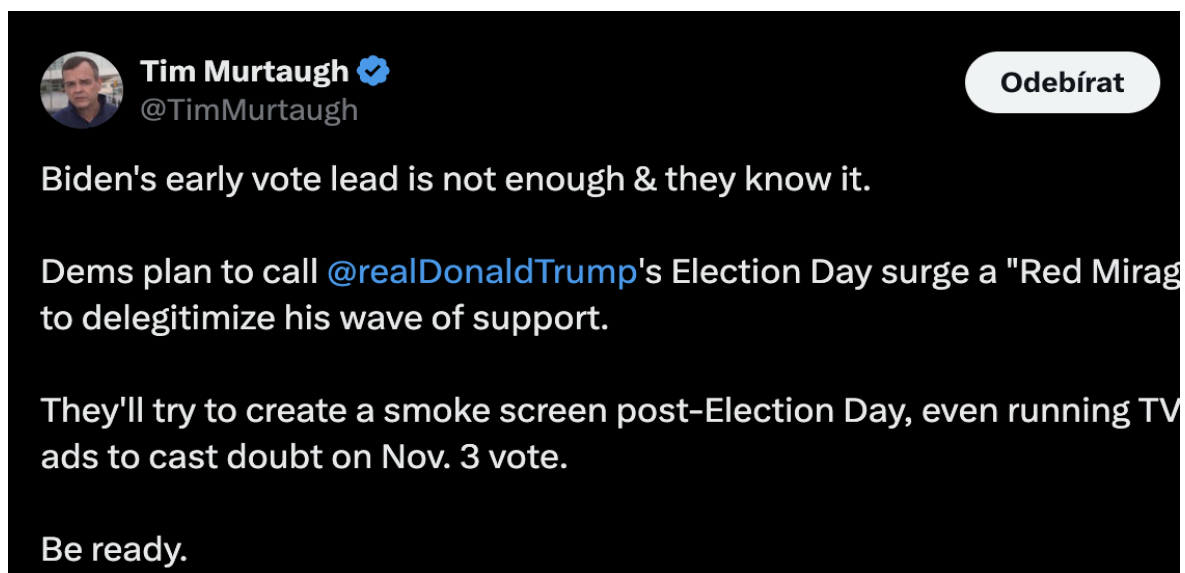 Tim Murtaugh
@TimMurtaugh
Odebírat
Biden's early vote lead is not enough & they know it.
Dems plan to call @realDonaldTrump's Election Day surge a "Red Mirag
to delegitimize his wave of support.
They'll try to create a smoke screen post-Election Day, even running TV
ads to cast doubt on Nov. 3 vote.
Be ready.